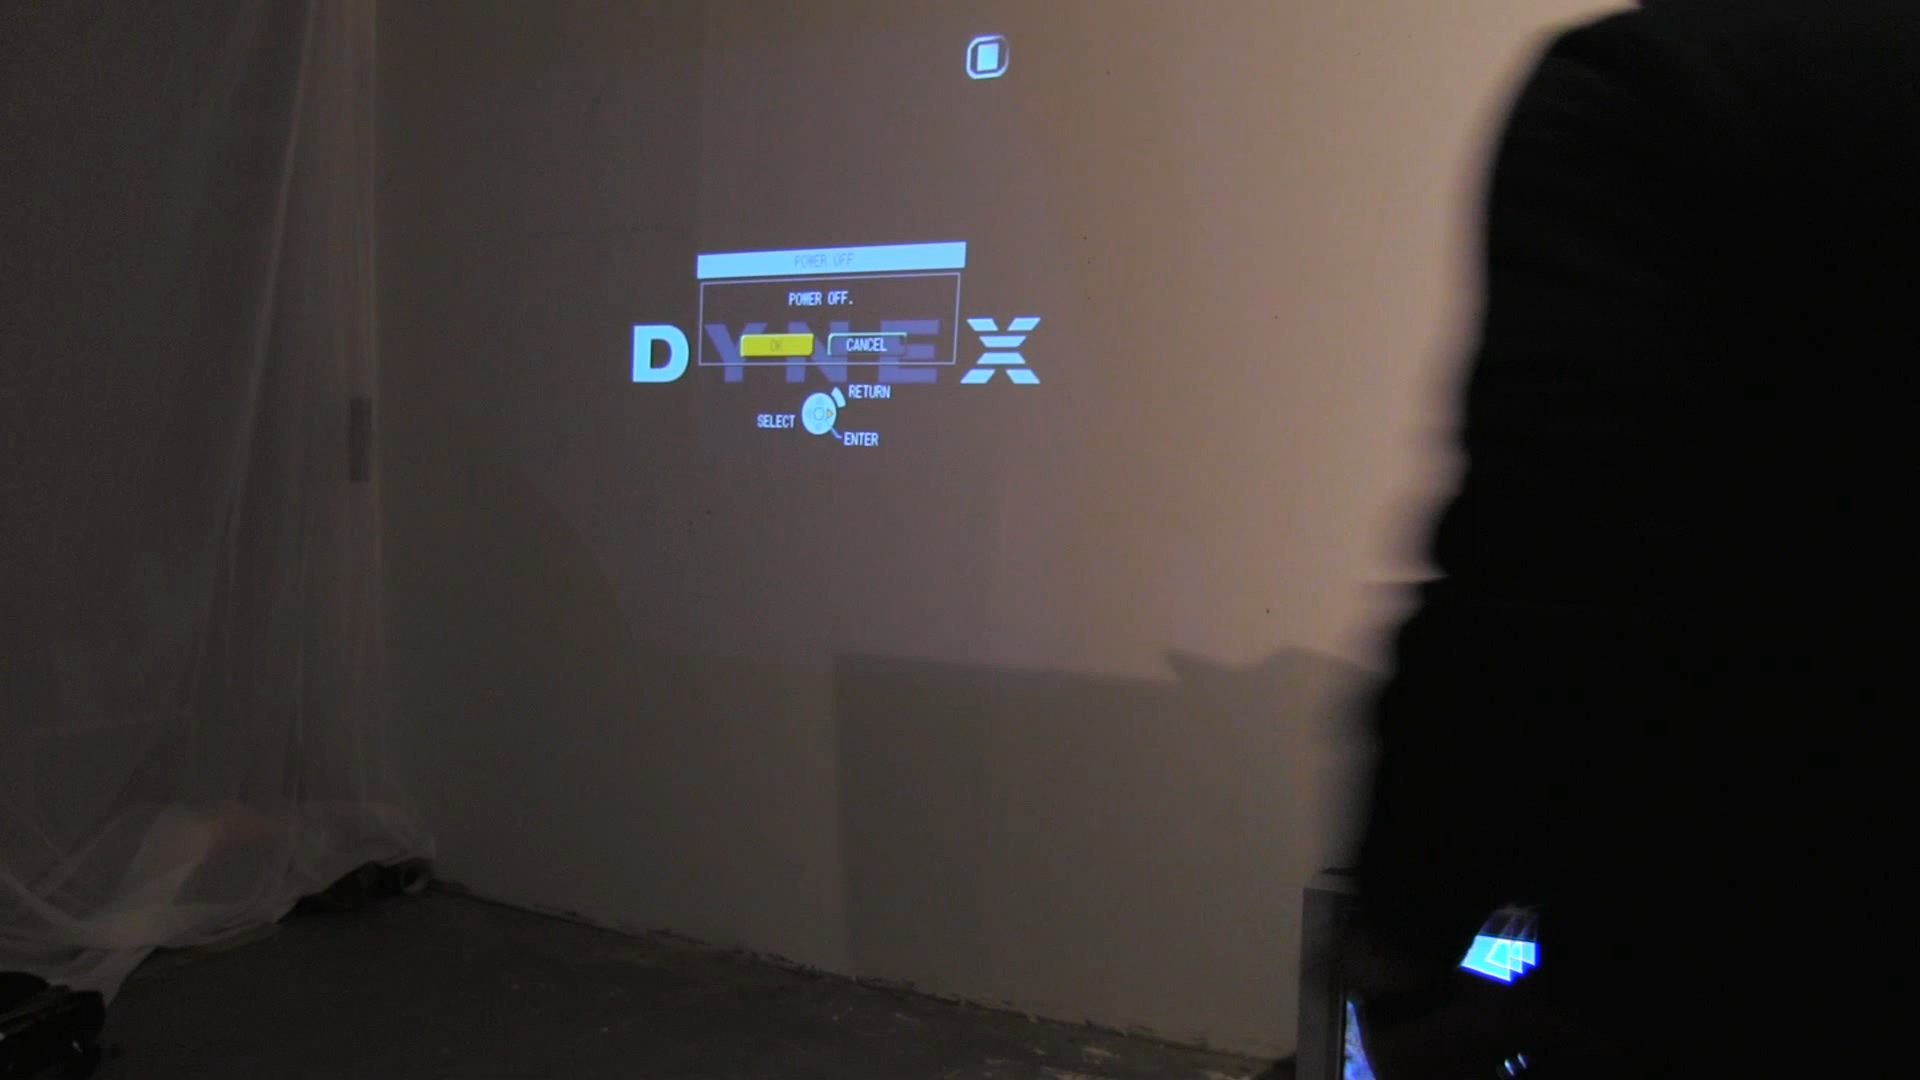 POWER OFF
POWER OFF.
OK CANCEL
DYNEX
RETURN
SELECT
ENTER